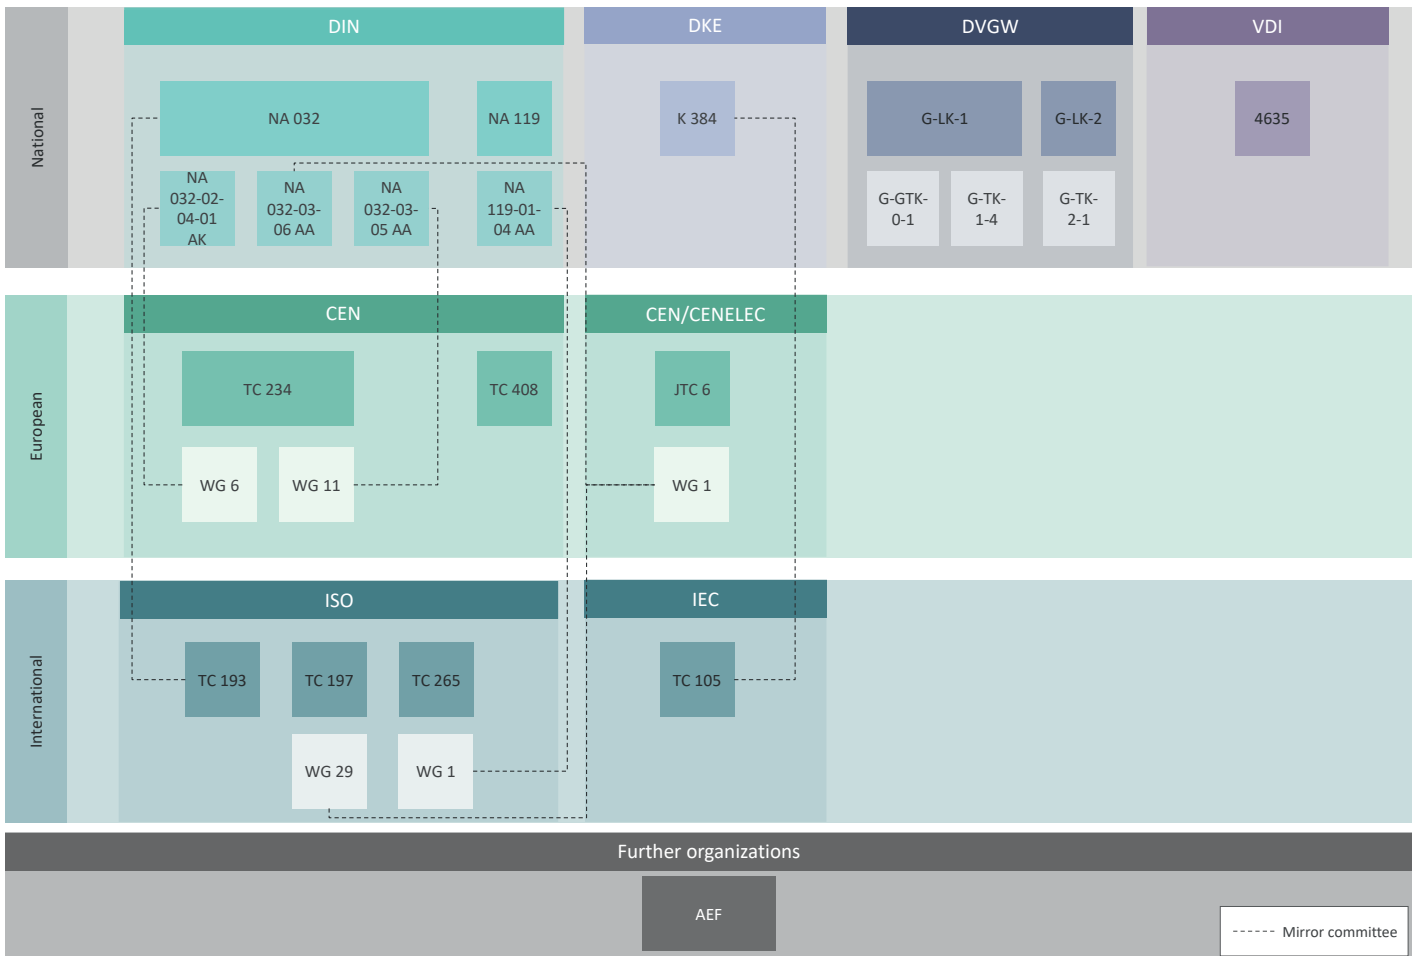 National
DIN
DKE
DVGW
VDI
NA 032
NA 119
K 384
G-LK-1
G-LK-2
4635
NA
032-02-
04-01
AK
NA
032-03-
06 AA
NA
032-03-
05 AA
NA
119-01-
04 AA
G-GTK-
0-1
G-TK-
1-4
G-TK-
2-1
European
CEN
CEN/CENELEC
TC 234
TC 408
JTC 6
WG 6
WG 11
WG 1
International
ISO
IEC
TC 193
TC 197
TC 265
TC 105
WG 29
WG 1
Further organizations
AEF
Mirror committee